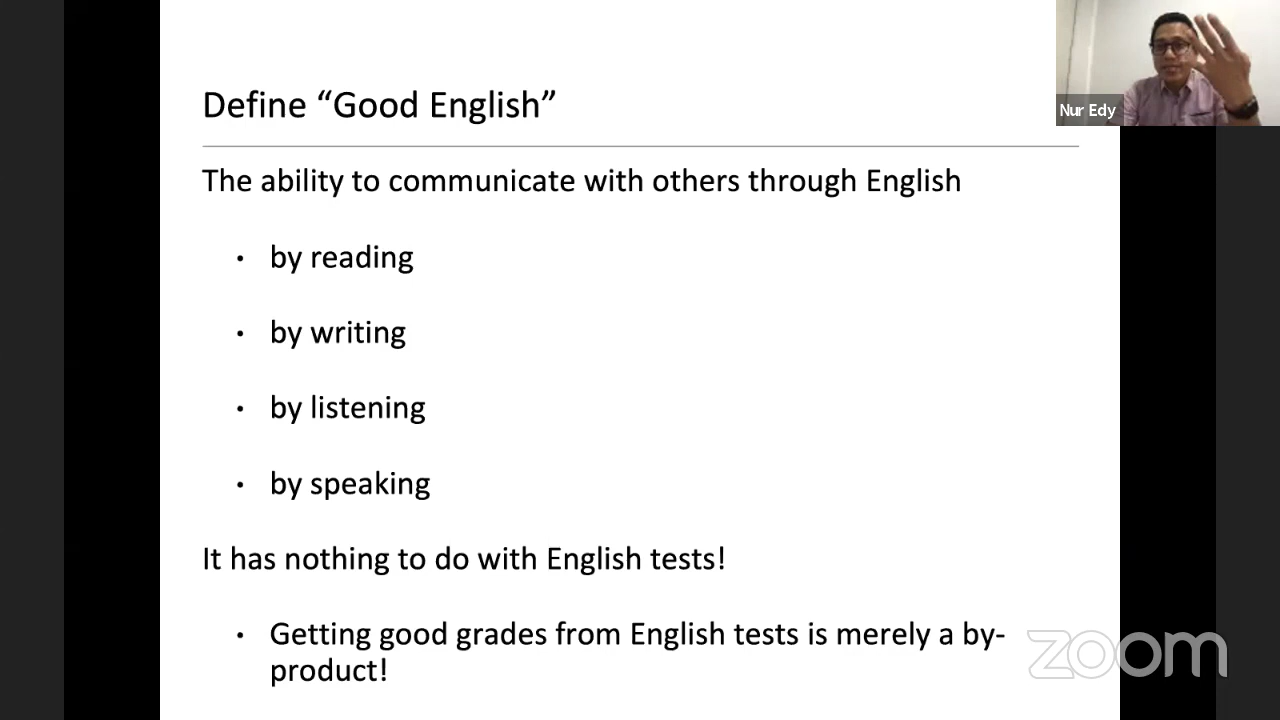 Define “Good English”
The ability to communicate with others through English
• by reading
• by writing
• by listening
• by speaking
It has nothing to do with English tests!
• Getting good grades from English tests is merely a by-
product!
Nur Edy
zoom